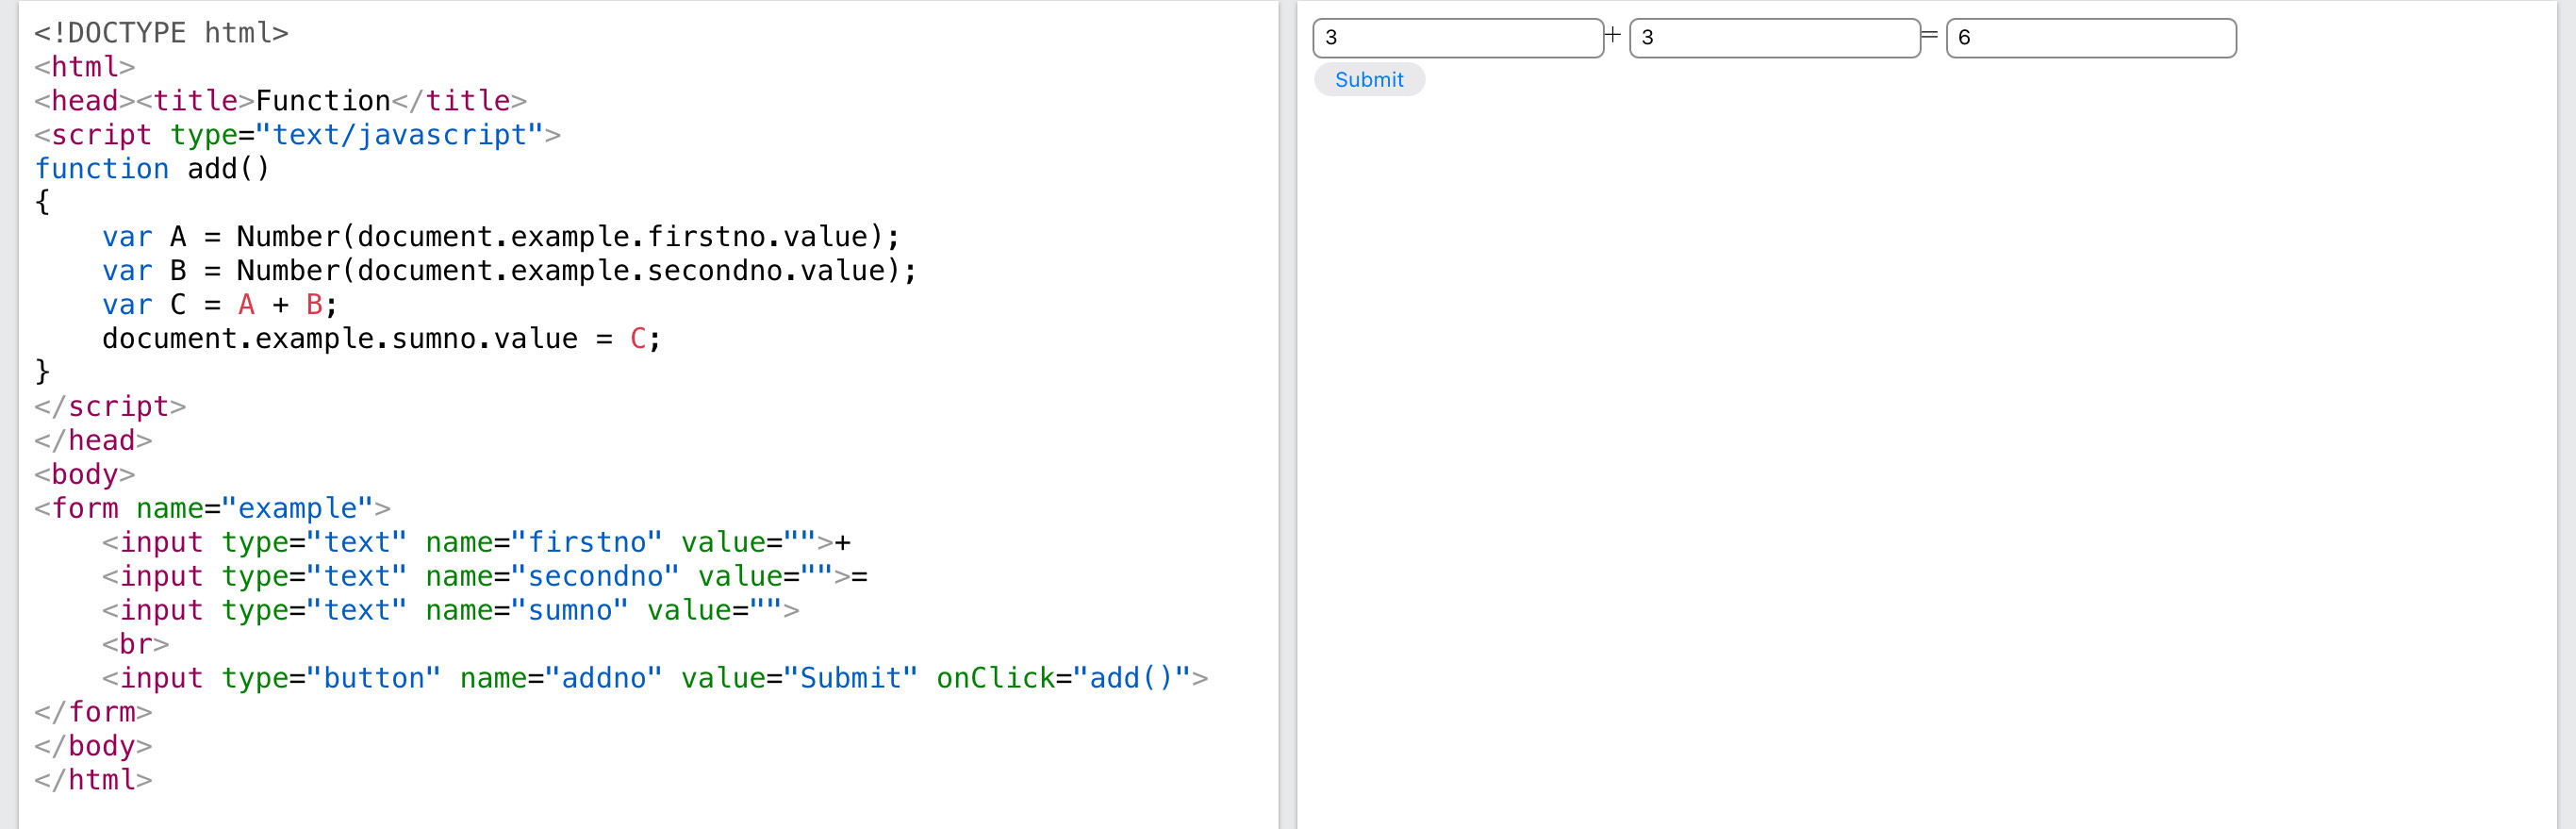 <!DOCTYPE html>
<html>
<head><title>Function</title>
<script type="text/javascript">
function add()
{
    var A = Number(document.example.firstno.value);
    var B = Number(document.example.secondno.value);
    var C = A + B;
    document.example.sumno.value = C;
}
</script>
</head>
<body>
<form name="example">
    <input type="text" name="firstno" value="">+
    <input type="text" name="secondno" value="">=
    <input type="text" name="sumno" value="">
    <br>
    <input type="button" name="addno" value="Submit" onClick="add()">
</form>
</body>
</html>
3 + 3 = 6
Submit